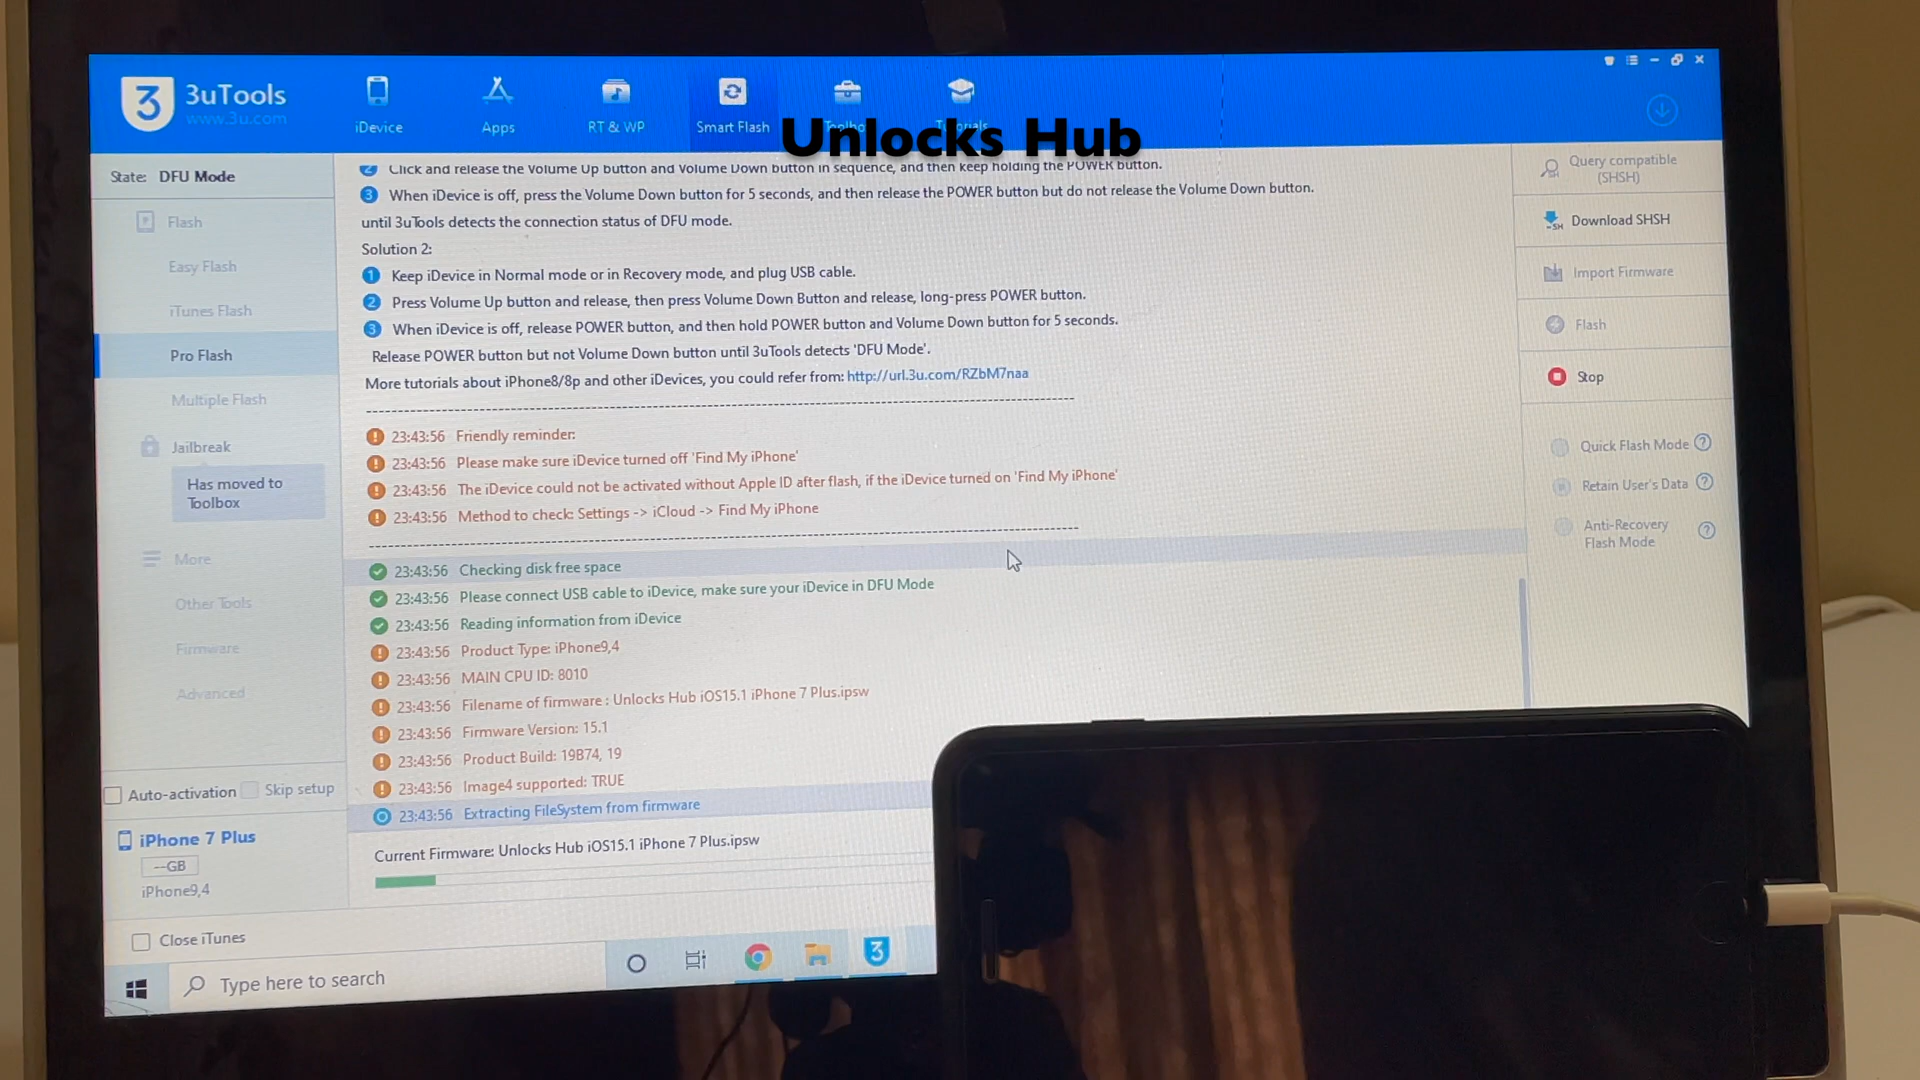 3 3uTools
www.3u.com
iDevice
Apps
RT & WP
Smart Flash
Unlocks Hub
State: DFU Mode
Flash
Easy Flash
iTunes Flash
Pro Flash
Multiple Flash
Jailbreak
Has moved to
Toolbox
More
Other Tools
Firmware
Advanced
Auto-activation Skip setup
iPhone 7 Plus
--GB
iPhone9,4
Close iTunes
2 Click and release the Volume Up button and Volume Down button in sequence, and then keep holding the POWER button.
3 When iDevice is off, press the Volume Down button for 5 seconds, and then release the POWER button but do not release the Volume Down button.
until 3uTools detects the connection status of DFU mode.
Solution 2:
1 Keep iDevice in Normal mode or in Recovery mode, and plug USB cable.
2 Press Volume Up button and release, then press Volume Down Button and release, long-press POWER button.
3 When iDevice is off, release POWER button, and then hold POWER button and Volume Down button for 5 seconds.
Release POWER button but not Volume Down button until 3uTools detects 'DFU Mode'.
More tutorials about iPhone8/8p and other iDevices, you could refer from: http://url.3u.com/RZbM7naa
23:43:56 Friendly reminder:
23:43:56 Please make sure iDevice turned off 'Find My iPhone'
23:43:56 The iDevice could not be activated without Apple ID after flash, if the iDevice turned on 'Find My iPhone'
23:43:56 Method to check: Settings -> iCloud -> Find My iPhone
23:43:56 Checking disk free space
23:43:56 Please connect USB cable to iDevice, make sure your iDevice in DFU Mode
23:43:56 Reading information from iDevice
23:43:56 Product Type: iPhone9,4
23:43:56 MAIN CPU ID: 8010
23:43:56 Filename of firmware : Unlocks Hub iOS15.1 iPhone 7 Plus.ipsw
23:43:56 Firmware Version: 15.1
23:43:56 Product Build: 19B74, 19
23:43:56 Image4 supported: TRUE
23:43:56 Extracting FileSystem from firmware
Current Firmware: Unlocks Hub iOS15.1 iPhone 7 Plus.ipsw
Query compatible
(SHSH)
Download SHSH
Import Firmware
Flash
Stop
Quick Flash Mode ?
Retain User's Data ?
Anti-Recovery
Flash Mode ?
Type here to search
3